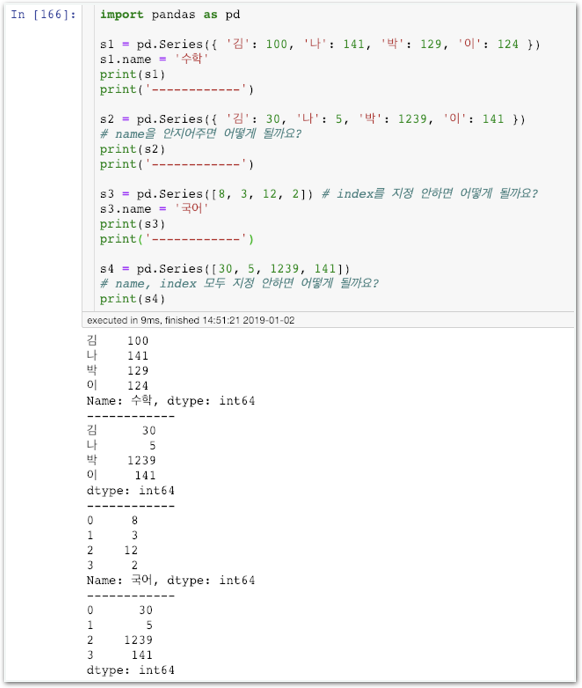 In [166]:
import pandas as pd
s1 = pd.Series({ '김': 100, '나': 141, '박': 129, '이': 124 })
s1.name = '수학'
print(s1)
print('------------')
s2 = pd.Series({ '김': 30, '나': 5, '박': 1239, '이': 141 })
# name을 안지어주면 어떻게 될까요?
print(s2)
print('------------')
s3 = pd.Series([8, 3, 12, 2]) # index를 지정 안하면 어떻게 될까요?
s3.name = '국어'
print(s3)
print('------------')
s4 = pd.Series([30, 5, 1239, 141])
# name, index 모두 지정 안하면 어떻게 될까요?
print(s4)
executed in 9ms, finished 14:51:21 2019-01-02
김 100
나 141
박 129
이 124
Name: 수학, dtype: int64
------------
김 30
나 5
박 1239
이 141
dtype: int64
------------
0 8
1 3
2 12
3 2
Name: 국어, dtype: int64
------------
0 30
1 5
2 1239
3 141
dtype: int64